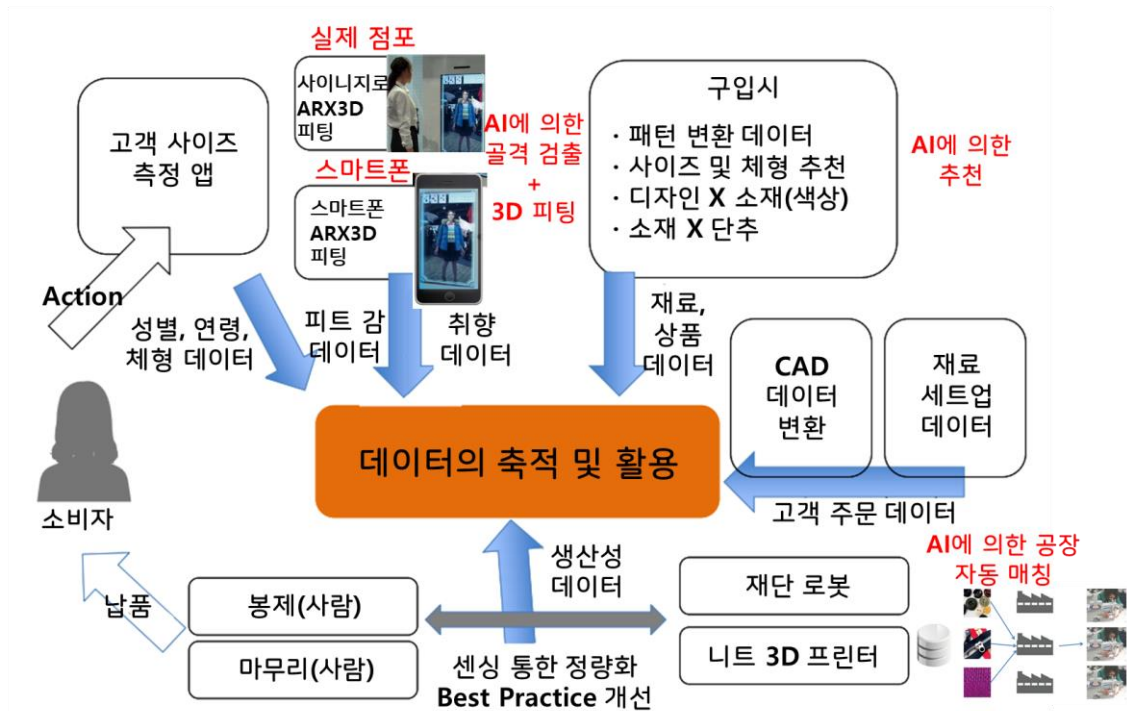 실제 점포
사이니지로
ARX3D
피팅
고객 사이즈
측정 앱
AI에 의한
골격 검출
+
3D 피팅
스마트폰
스마트폰
ARX3D
피팅
구입시
· 패턴 변환 데이터
· 사이즈 및 체형 추천
· 디자인 X 소재(색상)
· 소재 X 단추
AI에 의한
추천
Action
성별, 연령,
체형 데이터
피트 감
데이터
취향
데이터
재료,
상품
데이터
CAD
데이터
변환
재료
세트업
데이터
데이터의 축적 및 활용
고객 주문 데이터
소비자
납품
봉제(사람)
마무리(사람)
생산성
데이터
센싱 통한 정량화
Best Practice 개선
재단 로봇
니트 3D 프린터
AI에 의한 공장
자동 매칭